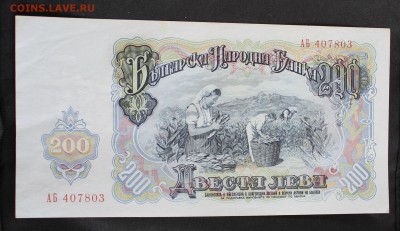 COINS.LAVE.RU
АБ 407803
Българска Народна Банка
200
200
АБ 407803
200
200
Двеста лева